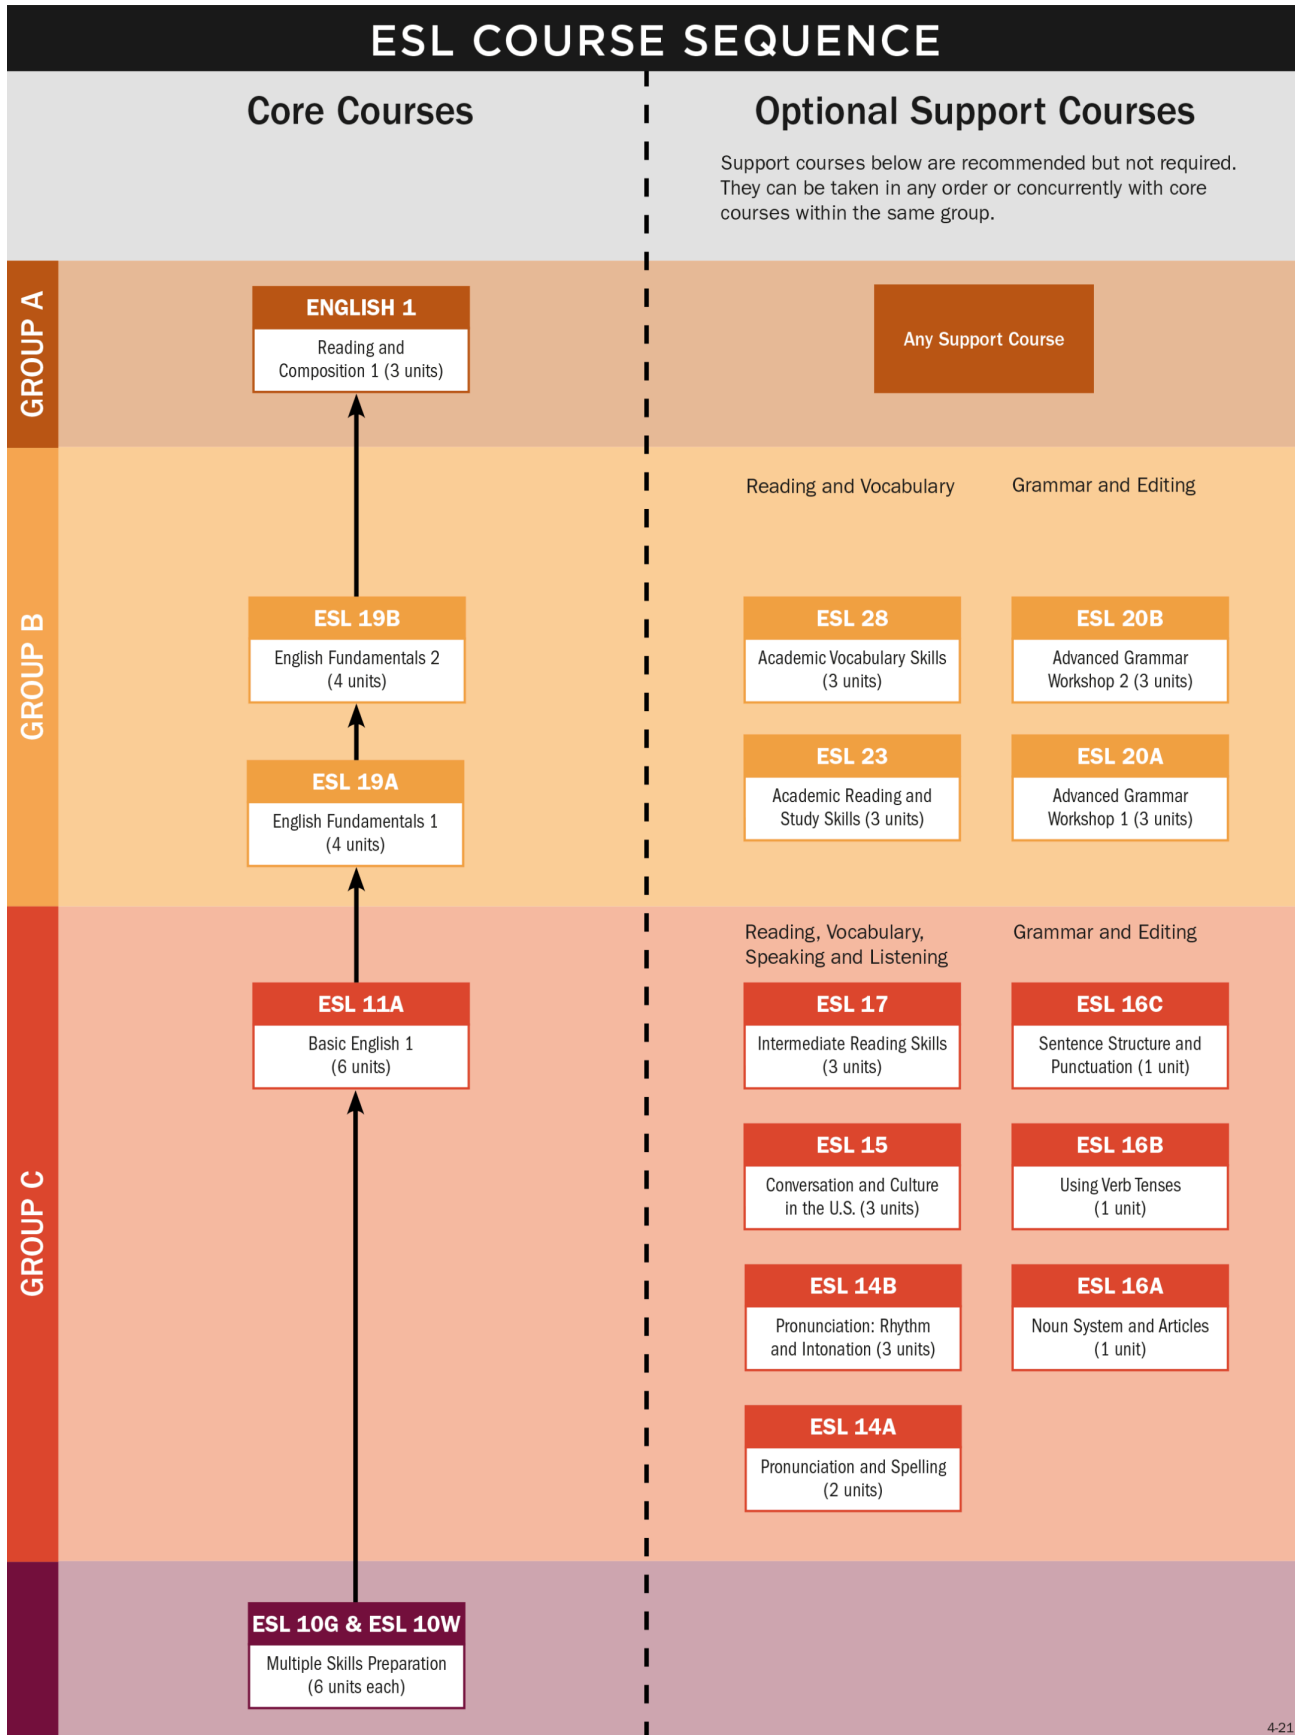 ESL COURSE SEQUENCE
Core Courses
Optional Support Courses
Support courses below are recommended but not required.
They can be taken in any order or concurrently with core
courses within the same group.
GROUP A
ENGLISH 1
Reading and
Composition 1 (3 units)
Any Support Course
GROUP B
Reading and Vocabulary
Grammar and Editing
ESL 19B
English Fundamentals 2
(4 units)
ESL 28
Academic Vocabulary Skills
(3 units)
ESL 20B
Advanced Grammar
Workshop 2 (3 units)
ESL 19A
English Fundamentals 1
(4 units)
ESL 23
Academic Reading and
Study Skills (3 units)
ESL 20A
Advanced Grammar
Workshop 1 (3 units)
GROUP C
Reading, Vocabulary,
Speaking and Listening
Grammar and Editing
ESL 11A
Basic English 1
(6 units)
ESL 17
Intermediate Reading Skills
(3 units)
ESL 16C
Sentence Structure and
Punctuation (1 unit)
ESL 15
Conversation and Culture
in the U.S. (3 units)
ESL 16B
Using Verb Tenses
(1 unit)
ESL 14B
Pronunciation: Rhythm
and Intonation (3 units)
ESL 16A
Noun System and Articles
(1 unit)
ESL 14A
Pronunciation and Spelling
(2 units)
ESL 10G & ESL 10W
Multiple Skills Preparation
(6 units each)
4-21